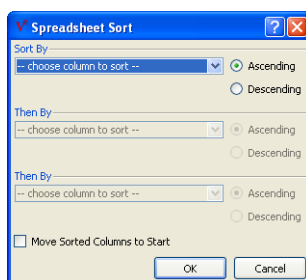 Spreadsheet Sort
Sort By
-- choose column to sort --
Ascending
Descending
Then By
-- choose column to sort --
Ascending
Descending
Then By
-- choose column to sort --
Ascending
Descending
Move Sorted Columns to Start
OK Cancel